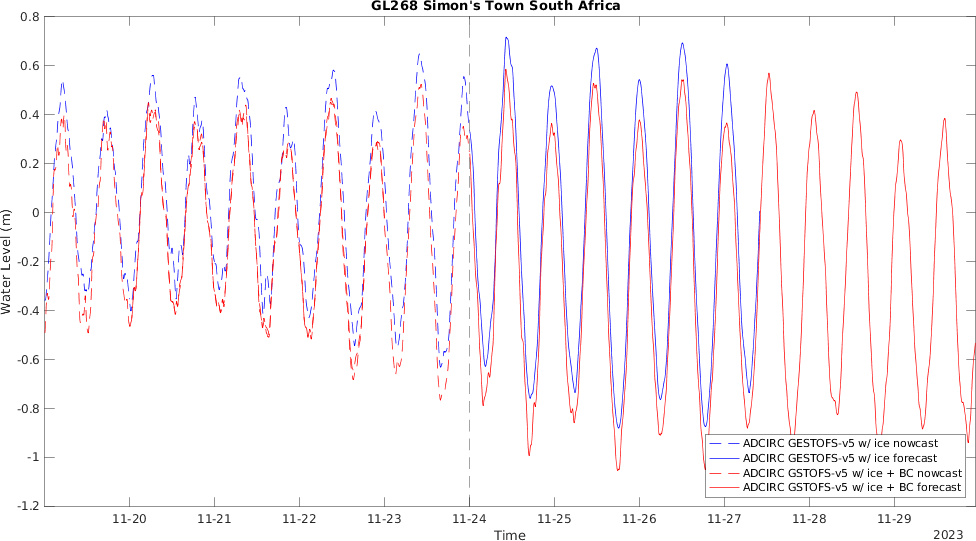 GL268 Simon's Town South Africa
0.8
0.6
0.4
0.2
0
-0.2
-0.4
-0.6
-0.8
-1
-1.2
Water Level (m)
11-20 11-21 11-22 11-23 11-24 11-25 11-26 11-27 11-28 11-29
Time
2023
ADCIRC GESTOFS-v5 w/ ice nowcast
ADCIRC GESTOFS-v5 w/ ice forecast
ADCIRC GSTOFS-v5 w/ ice + BC nowcast
ADCIRC GSTOFS-v5 w/ ice + BC forecast